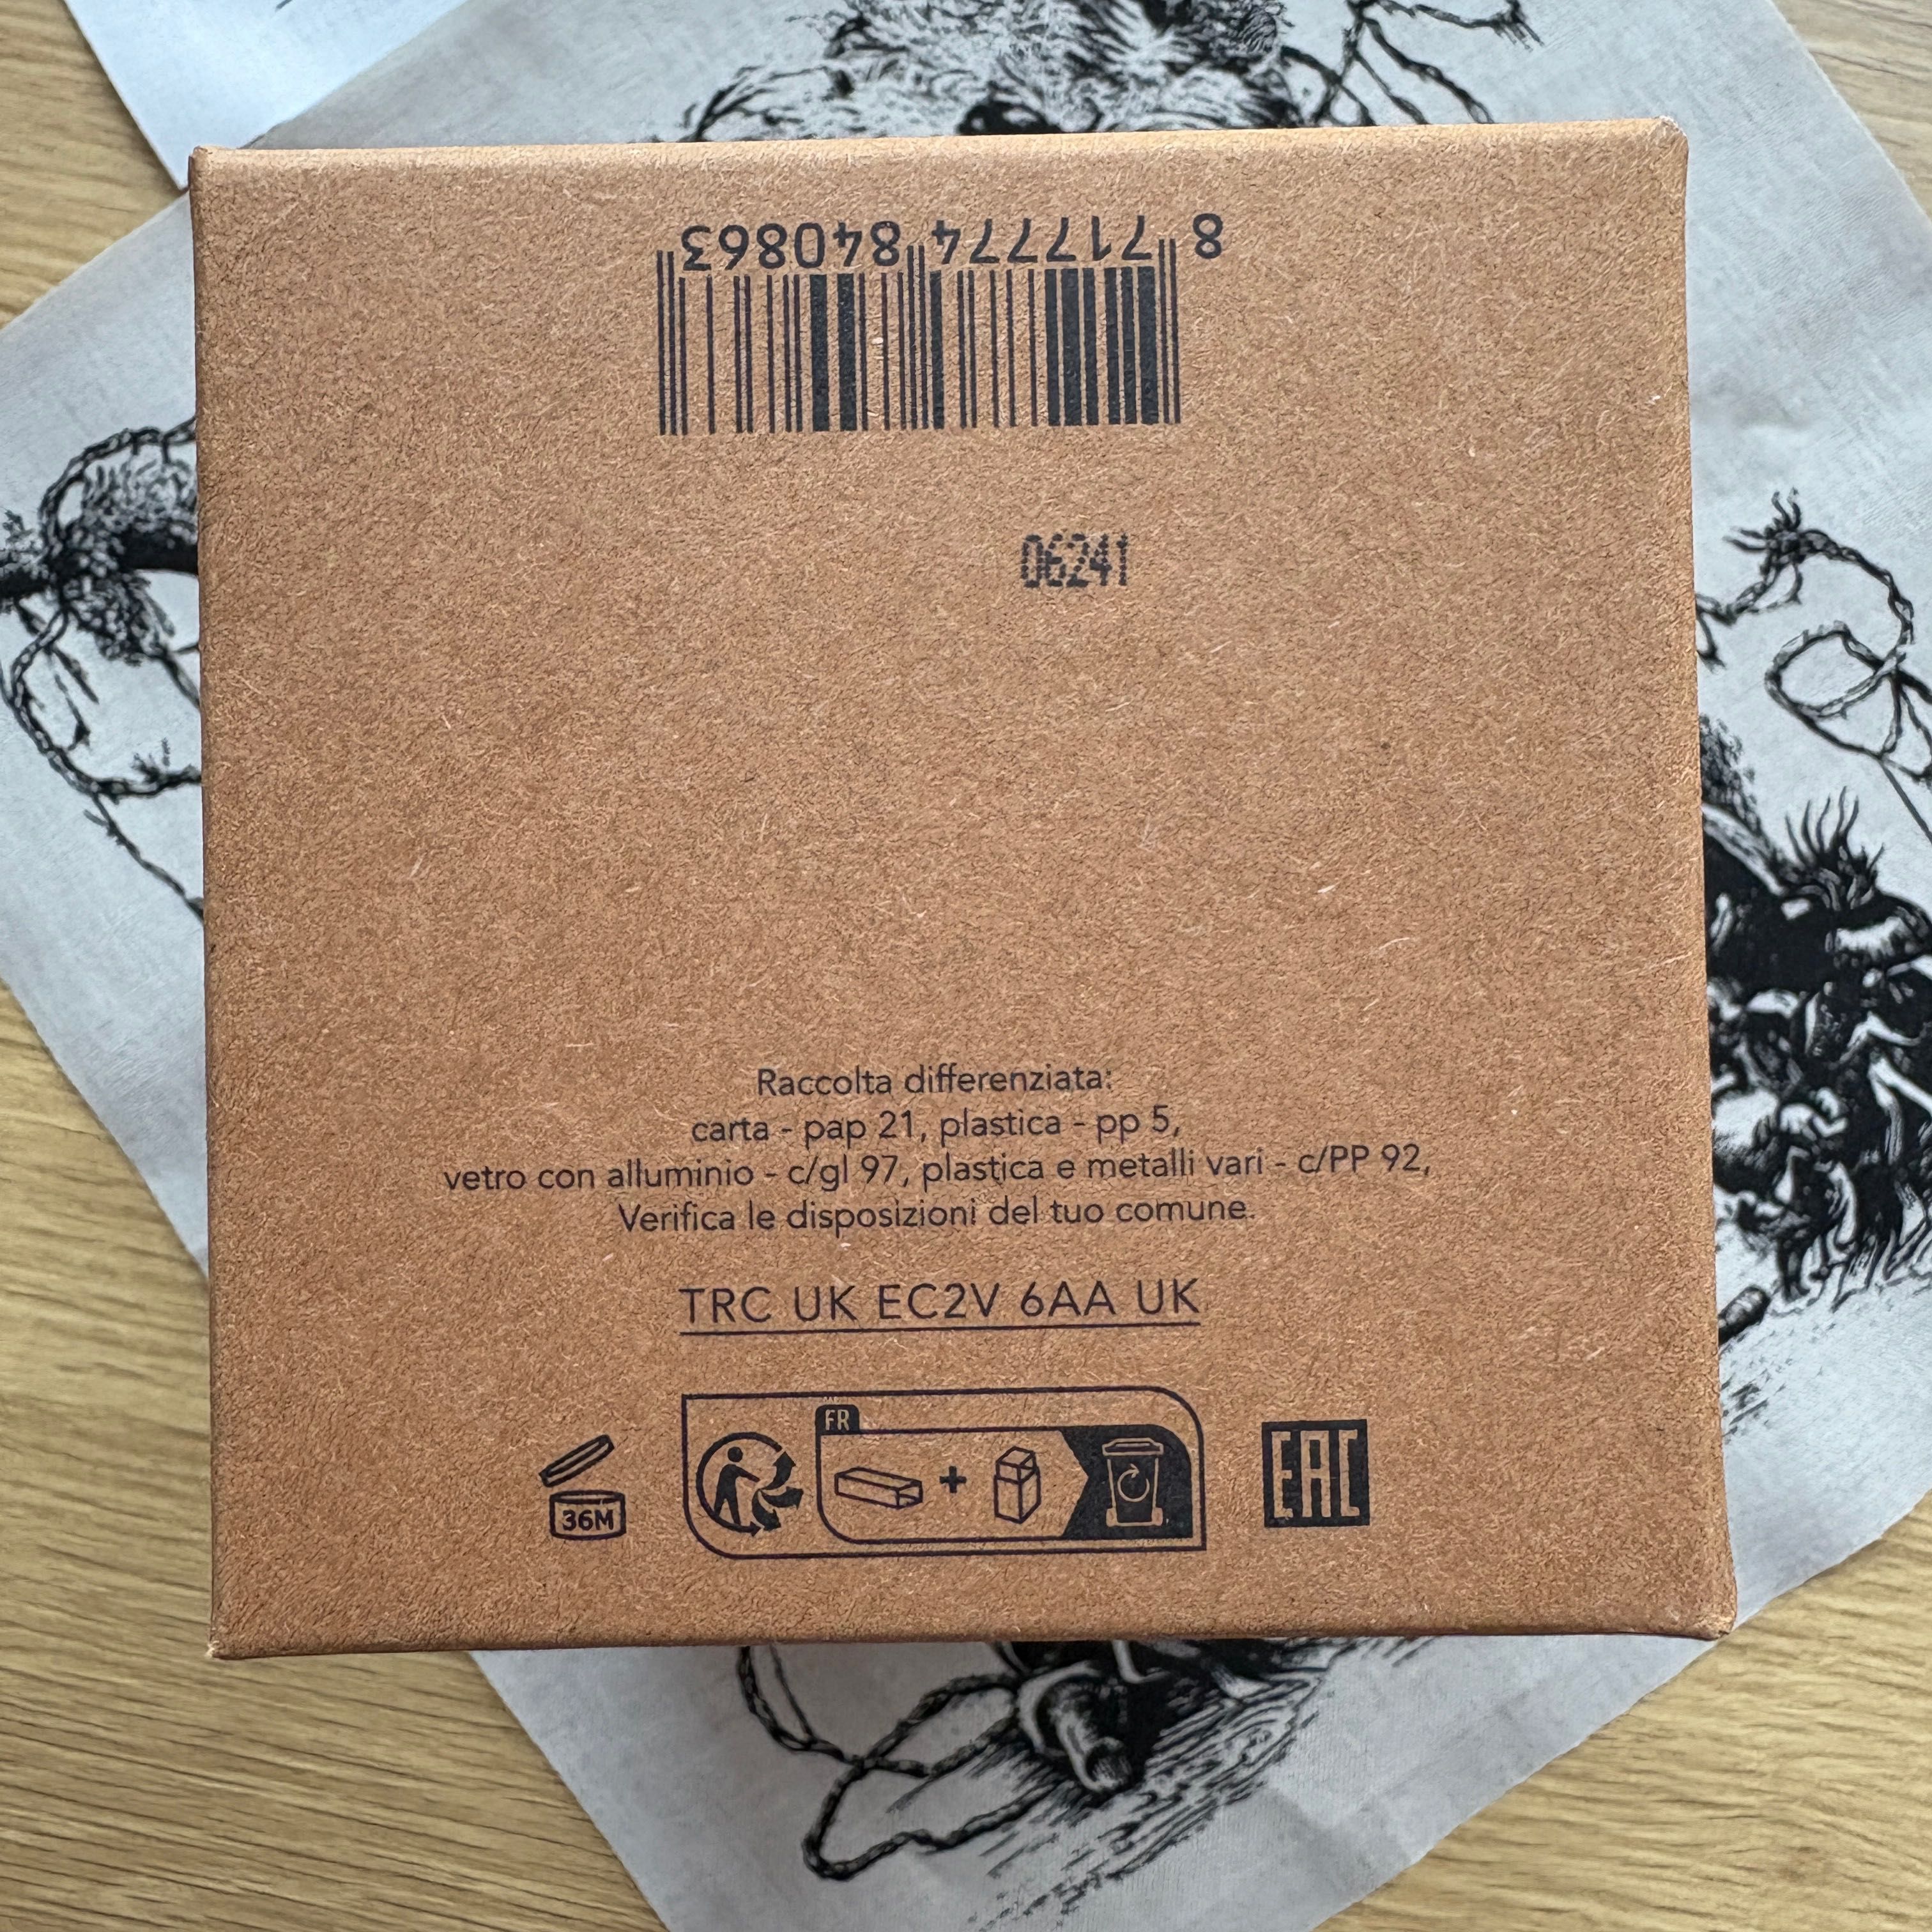 8 717774 840863
06241
Raccolta differenziata:
carta - pap 21, plastica - pp 5,
vetro con alluminio - c/gl 97, plastica e metalli vari - c/PP 92,
Verifica le disposizioni del tuo comune.
TRC UK EC2V 6AA UK
FR
36M
EAC